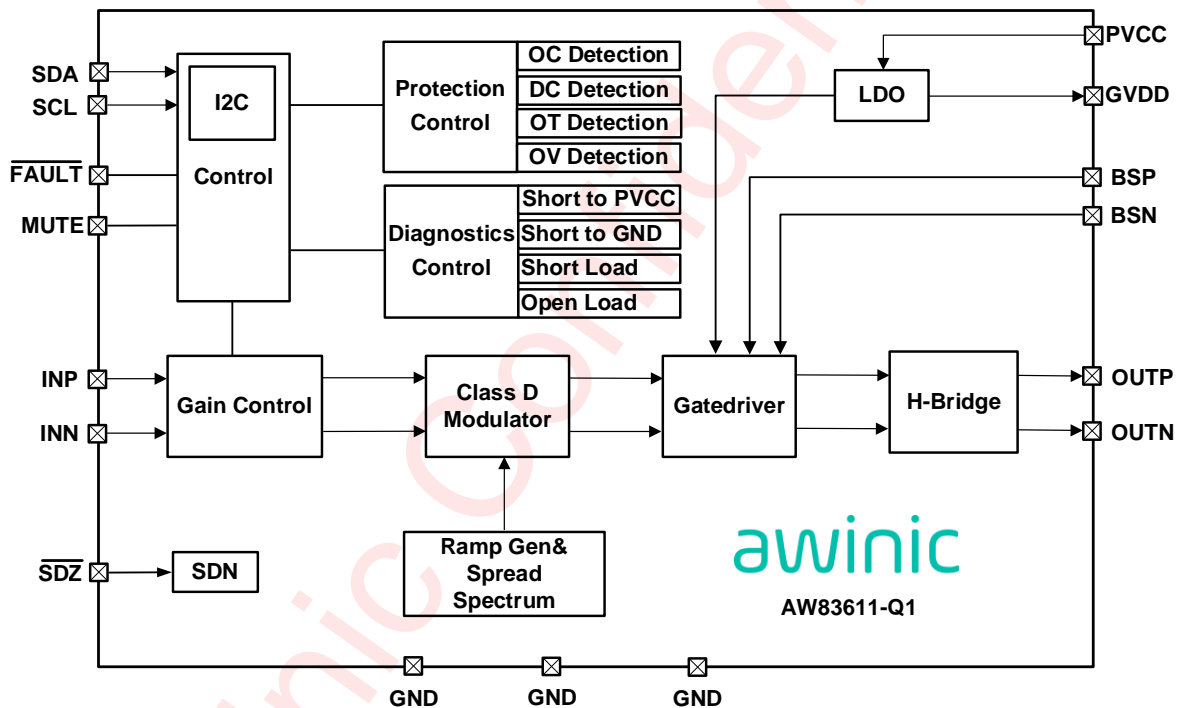 SDA
SCL
FAULT
MUTE
I2C
Control
Protection
Control
OC Detection
DC Detection
OT Detection
OV Detection
Diagnostics
Control
Short to PVCC
Short to GND
Short Load
Open Load
PVCC
LDO
GVDD
BSP
BSN
INP
INN
Gain Control
Class D
Modulator
Gatedriver
H-Bridge
OUTP
OUTN
SDZ
SDN
Ramp Gen&
Spread
Spectrum
awinic
AW83611-Q1
GND
GND
GND
inic Confiden